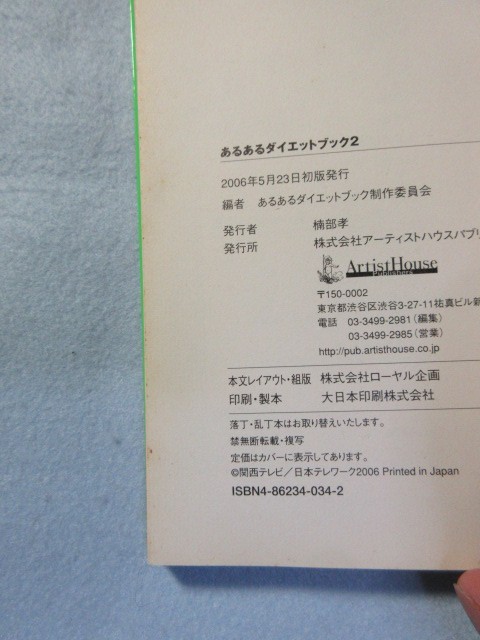 あるあるダイエットブック2
2006年5月23日初版発行
編者 あるあるダイエットブック制作委員会
発行者 楠部孝
発行所 株式会社アーティストハウスパブリ
ArtistHouse
Publishers
〒150-0002
東京都渋谷区渋谷3-27-11祐真ビル新
電話 03-3499-2981（編集）
03-3499-2985（営業）
http://pub.artisthouse.co.jp
本文レイアウト・組版 株式会社ローヤル企画
印刷・製本 大日本印刷株式会社
落丁・乱丁本はお取り替えいたします。
禁無断転載・複写
定価はカバーに表示してあります。
©関西テレビ／日本テレワーク2006 Printed in Japan
ISBN4-86234-034-2